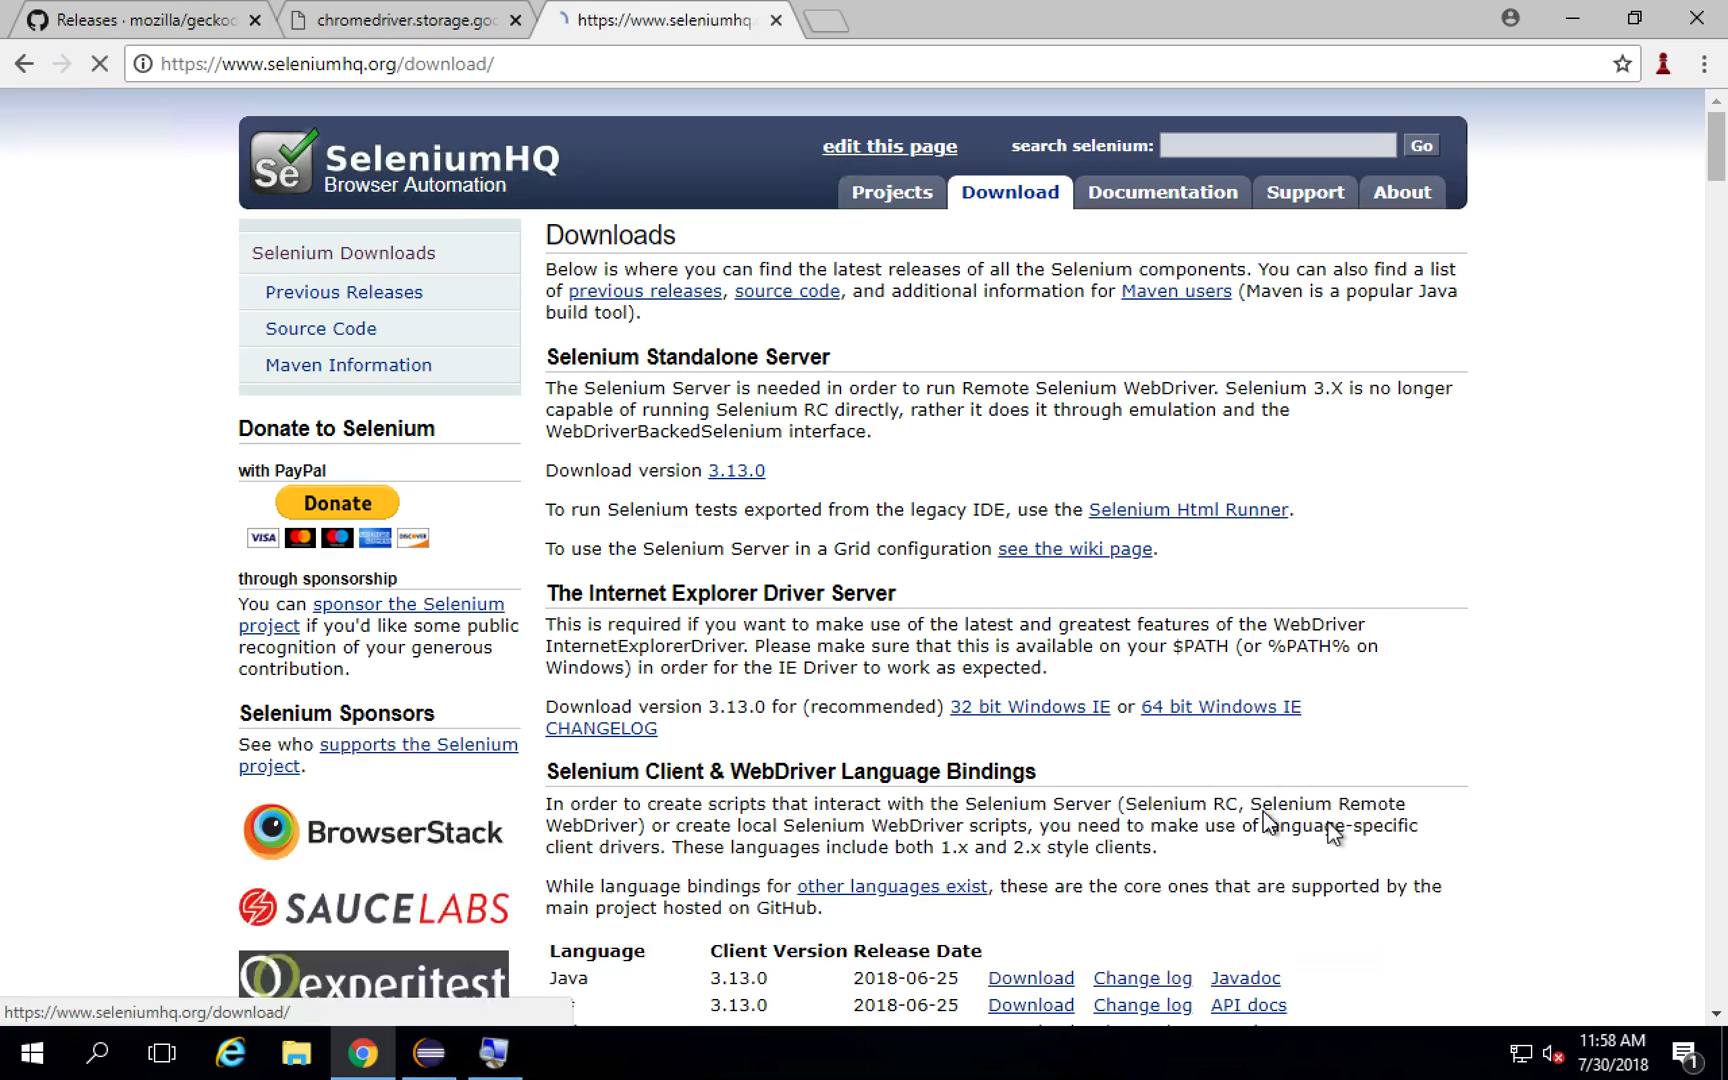 Releases · mozilla/gecko
chromedriver.storage.goo
https://www.seleniumhq.
https://www.seleniumhq.org/download/
SeleniumHQ
Browser Automation
edit this page
search selenium:
Go
Projects
Download
Documentation
Support
About
Selenium Downloads
Previous Releases
Source Code
Maven Information
Donate to Selenium
with PayPal
Donate
VISA
DISCOVER
through sponsorship
You can sponsor the Selenium
project if you'd like some public
recognition of your generous
contribution.
Selenium Sponsors
See who supports the Selenium
project.
BrowserStack
SAUCELABS
experitest
Downloads
Below is where you can find the latest releases of all the Selenium components. You can also find a list
of previous releases, source code, and additional information for Maven users (Maven is a popular Java
build tool).
Selenium Standalone Server
The Selenium Server is needed in order to run Remote Selenium WebDriver. Selenium 3.X is no longer
capable of running Selenium RC directly, rather it does it through emulation and the
WebDriverBackedSelenium interface.
Download version 3.13.0
To run Selenium tests exported from the legacy IDE, use the Selenium Html Runner.
To use the Selenium Server in a Grid configuration see the wiki page.
The Internet Explorer Driver Server
This is required if you want to make use of the latest and greatest features of the WebDriver
InternetExplorerDriver. Please make sure that this is available on your $PATH (or %PATH% on
Windows) in order for the IE Driver to work as expected.
Download version 3.13.0 for (recommended) 32 bit Windows IE or 64 bit Windows IE
CHANGELOG
Selenium Client & WebDriver Language Bindings
In order to create scripts that interact with the Selenium Server (Selenium RC, Selenium Remote
WebDriver) or create local Selenium WebDriver scripts, you need to make use of language-specific
client drivers. These languages include both 1.x and 2.x style clients.
While language bindings for other languages exist, these are the core ones that are supported by the
main project hosted on GitHub.
Language Client Version Release Date
Java 3.13.0 2018-06-25 Download Change log Javadoc
3.13.0 2018-06-25 Download Change log API docs
https://www.seleniumhq.org/download/
11:58 AM
7/30/2018
1